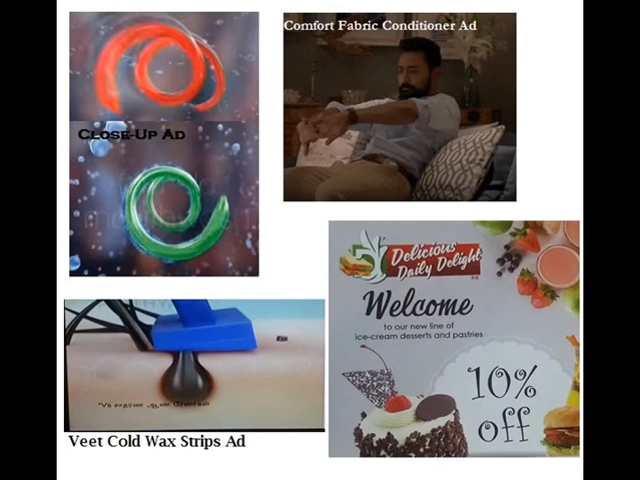 Comfort Fabric Conditioner Ad
CLOSE-UP AD
Delicious
Daily Delight
Welcome
to our new line of
ice-cream desserts and pastries
10%
off
Veet Cold Wax Strips Ad